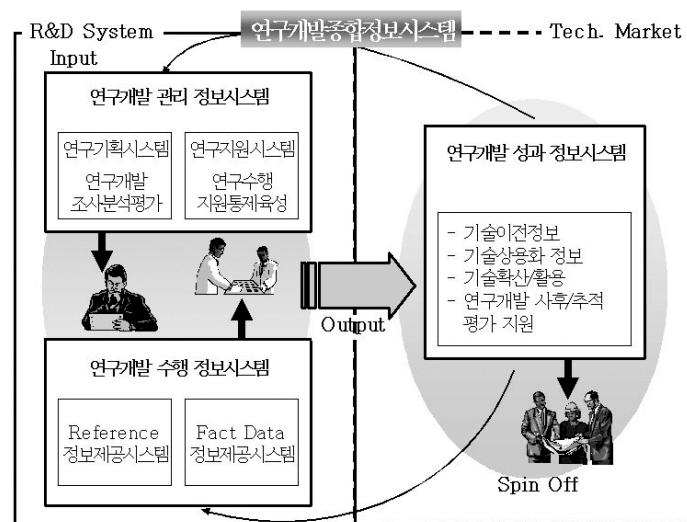 R&D System
연구개발종합정보시스템
Tech. Market
Input
연구개발 관리 정보시스템
연구기획시스템
연구개발
조사분석평가
연구지원시스템
연구수행
지원통제육성
연구개발 성과 정보시스템
- 기술이전정보
- 기술상용화 정보
- 기술확산/활용
- 연구개발 사후/추적
평가 지원
Output
연구개발 수행 정보시스템
Reference
정보제공시스템
Fact Data
정보제공시스템
Spin Off